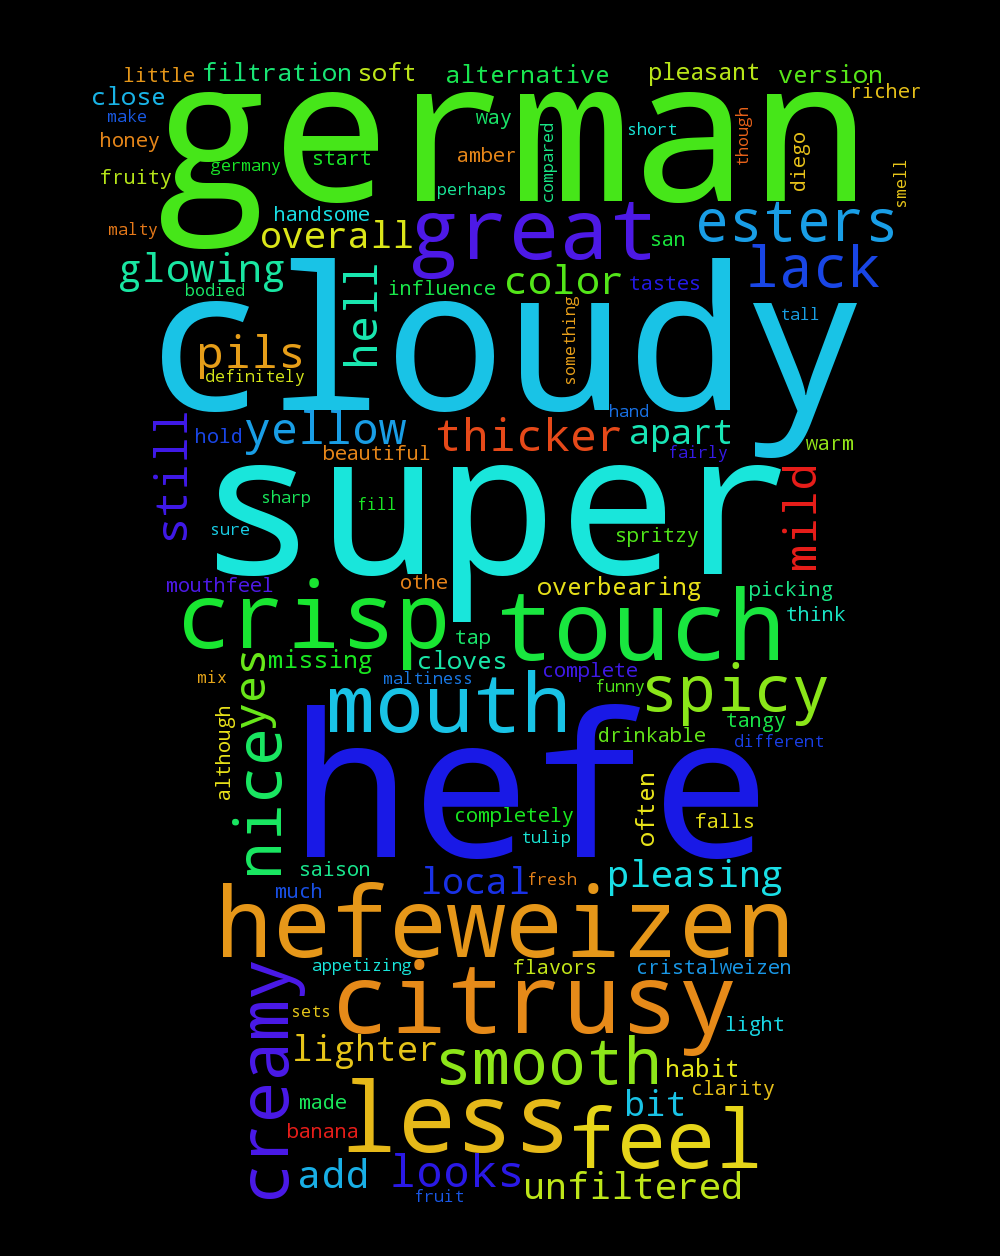 little
filtration
soft
alternative
pleasant
version
close
richer
make
german
way
short
though
honey
amber
compared
diego
start
germany
fruity
perhaps
smell
handsome
great
esters
malty
overall
san
glowing
hell
lack
bodied
influence
color
tastes
cloudy
something
tall
pils
definitely
hand
still
hold
yellow
thicker
apart
warm
beautiful
fairly
super
mild
sharp
fill
sure
spritzy
mouthfeel
othe
overbearing
picking
crisp
touch
think
tap
yes
missing
cloves
complete
mix
maltiness
funny
spicy
mouth
although
tangy
nice
drinkable
different
hefe
often
completely
falls
tulip
saison
local
fresh
pleasing
much
hefeweizen
creamy
appetizing
flavors
cristalweizen
citrusy
sets
light
lighter
smooth
habit
clarity
made
less
bit
banana
feel
add
looks
unfiltered
fruit